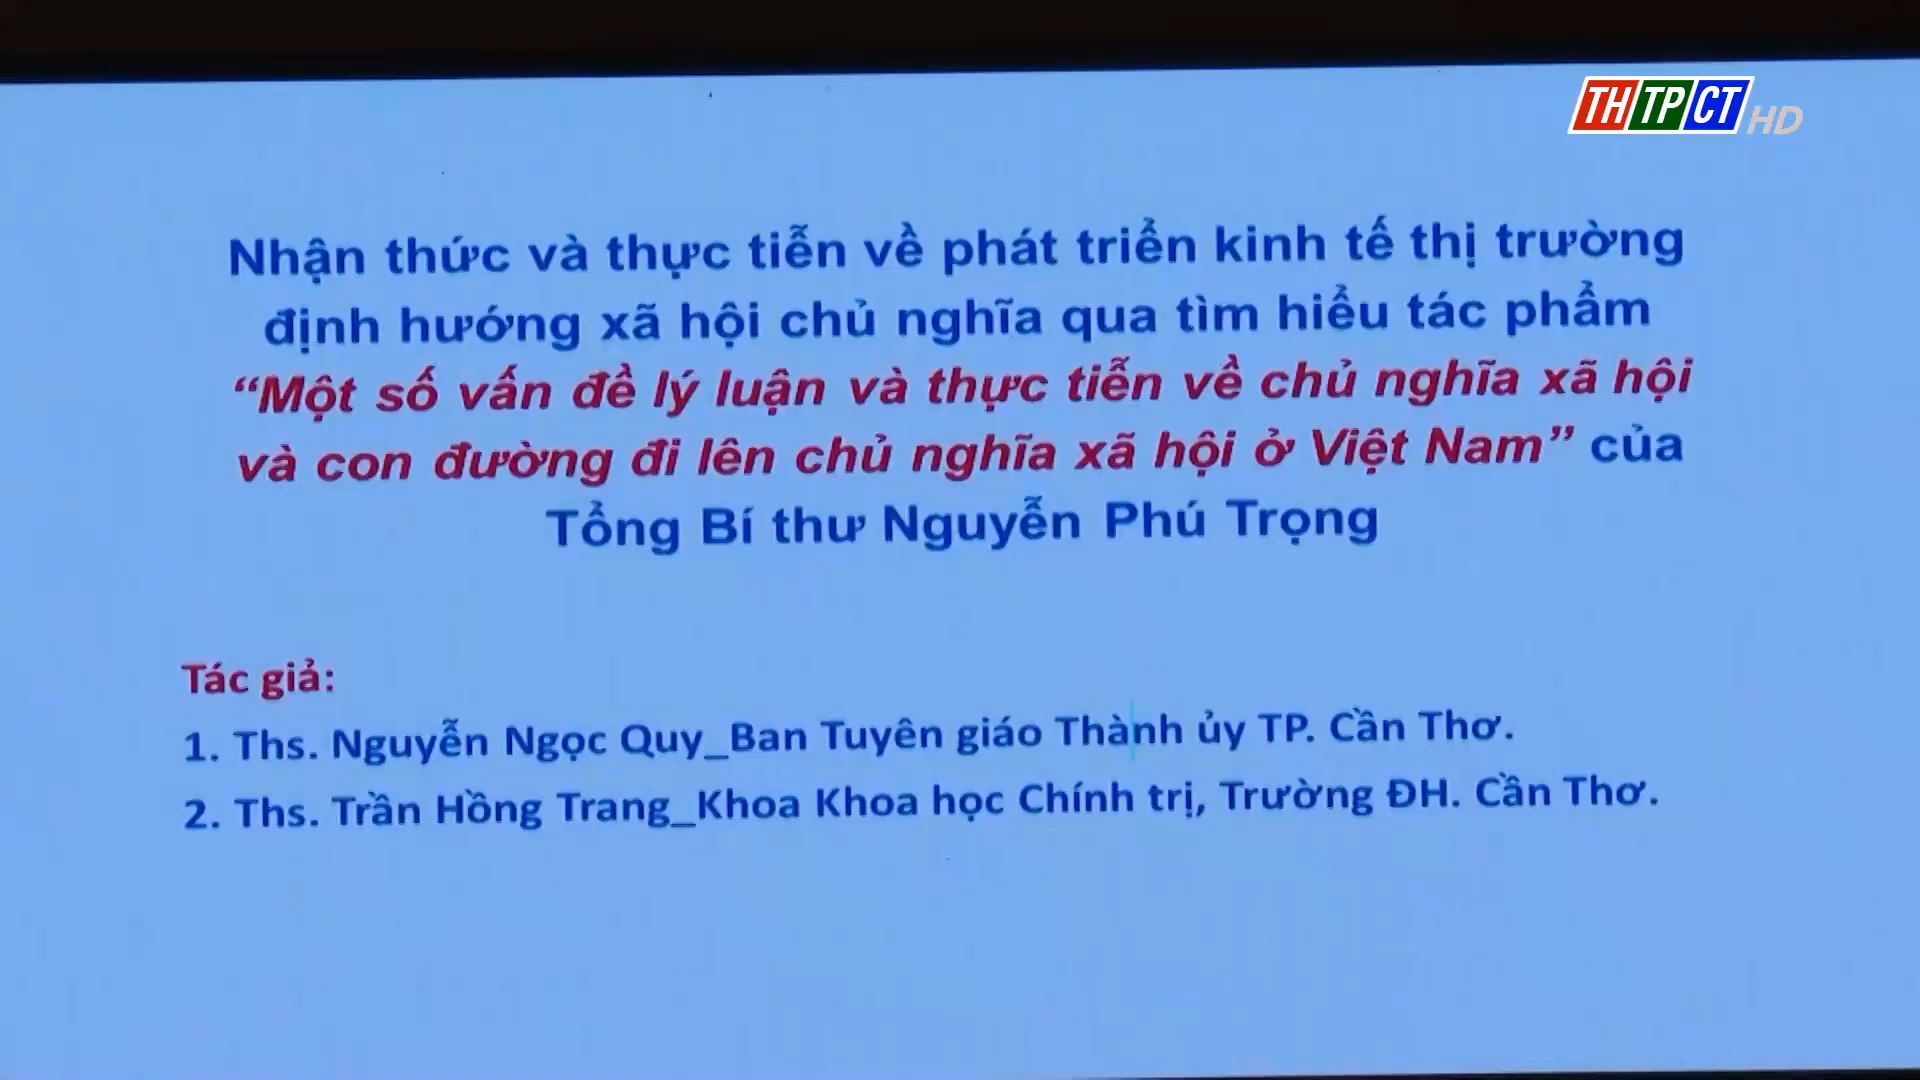 THTPCT HD
Nhận thức và thực tiễn về phát triển kinh tế thị trường
định hướng xã hội chủ nghĩa qua tìm hiểu tác phẩm
“Một số vấn đề lý luận và thực tiễn về chủ nghĩa xã hội
và con đường đi lên chủ nghĩa xã hội ở Việt Nam” của
Tổng Bí thư Nguyễn Phú Trọng
Tác giả:
1. Ths. Nguyễn Ngọc Quy_Ban Tuyên giáo Thành ủy TP. Cần Thơ.
2. Ths. Trần Hồng Trang_Khoa Khoa học Chính trị, Trường ĐH. Cần Thơ.